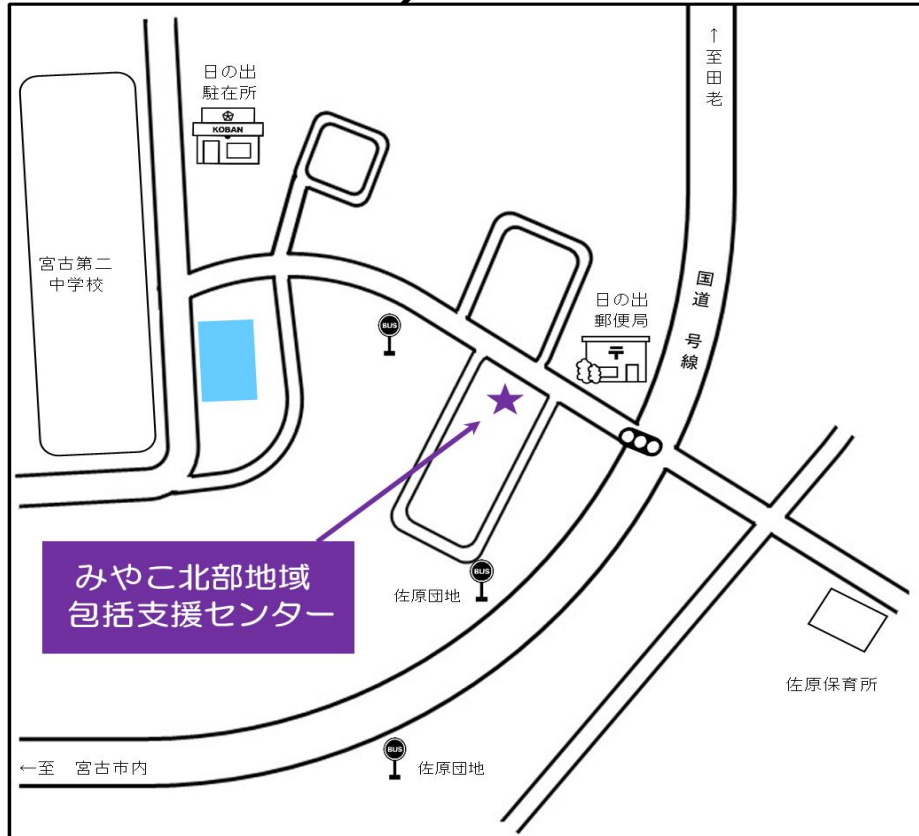 ↑至田老
日の出
駐在所
KOBAN
宮古第二
中学校
国道 号線
日の出
郵便局
〒
BUS
みやこ北部地域
包括支援センター
BUS
佐原団地
佐原保育所
BUS
佐原団地
←至 宮古市内